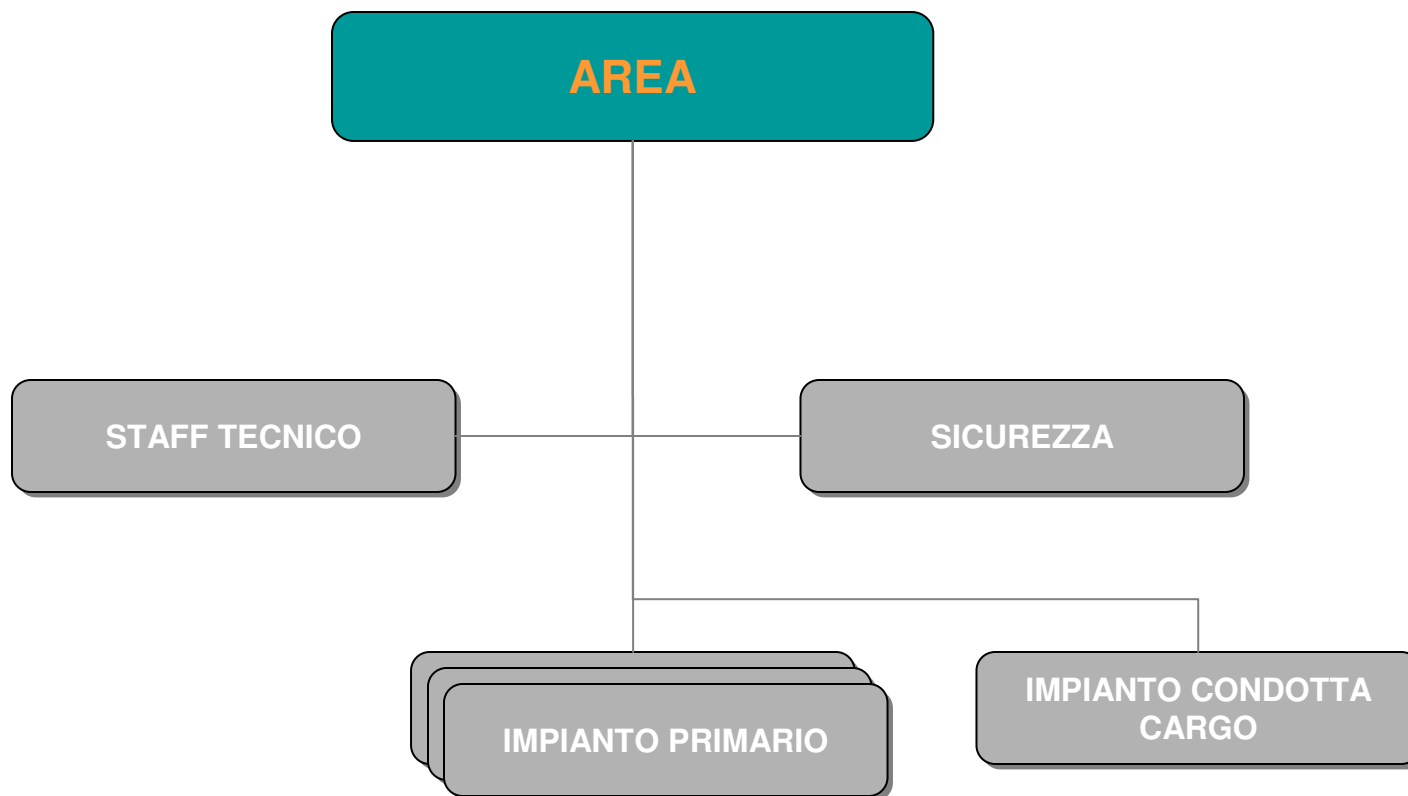 AREA
STAFF TECNICO
SICUREZZA
IMPIANTO PRIMARIO
IMPIANTO CONDOTTA
CARGO